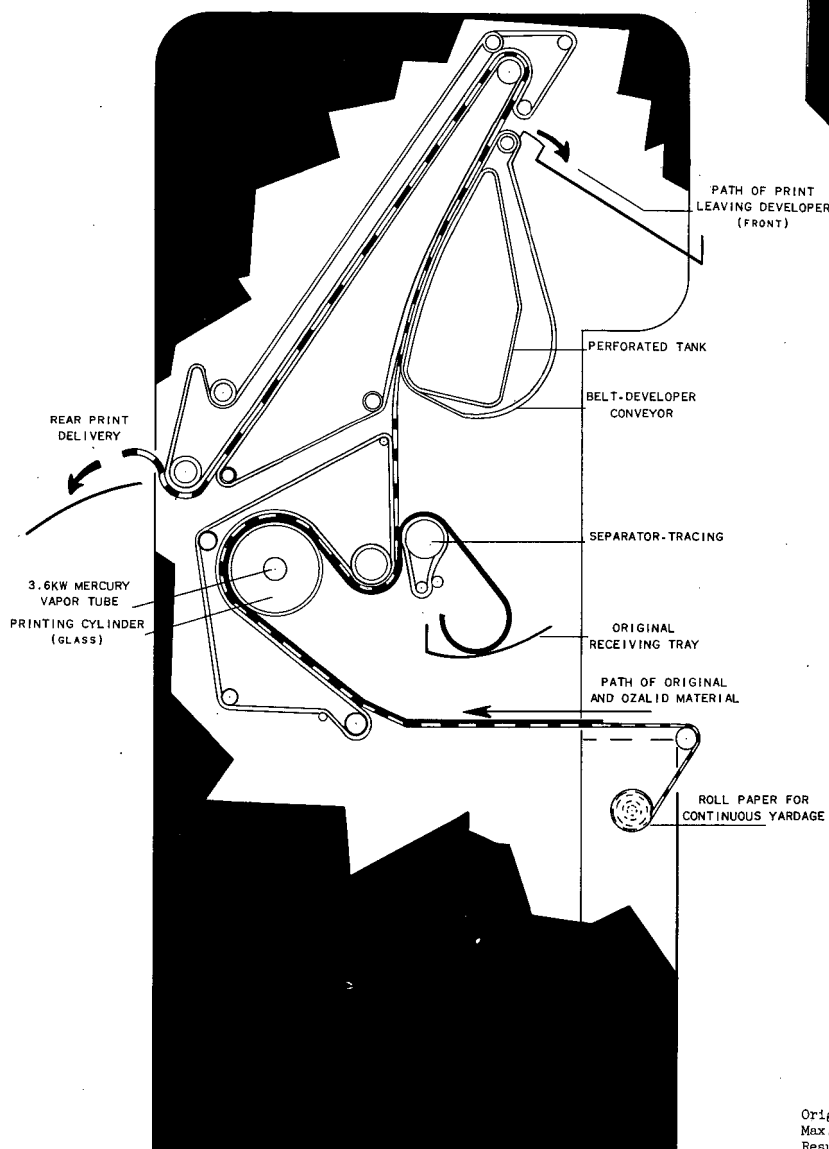 PATH OF PRINT
LEAVING DEVELOPER
(FRONT)
PERFORATED TANK
BELT-DEVELOPER
CONVEYOR
REAR PRINT
DELIVERY
SEPARATOR-TRACING
3.6KW MERCURY
VAPOR TUBE
PRINTING CYLINDER
(GLASS)
ORIGINAL
RECEIVING TRAY
PATH OF ORIGINAL
AND OZALID MATERIAL
ROLL PAPER FOR
CONTINUOUS YARDAGE
Max